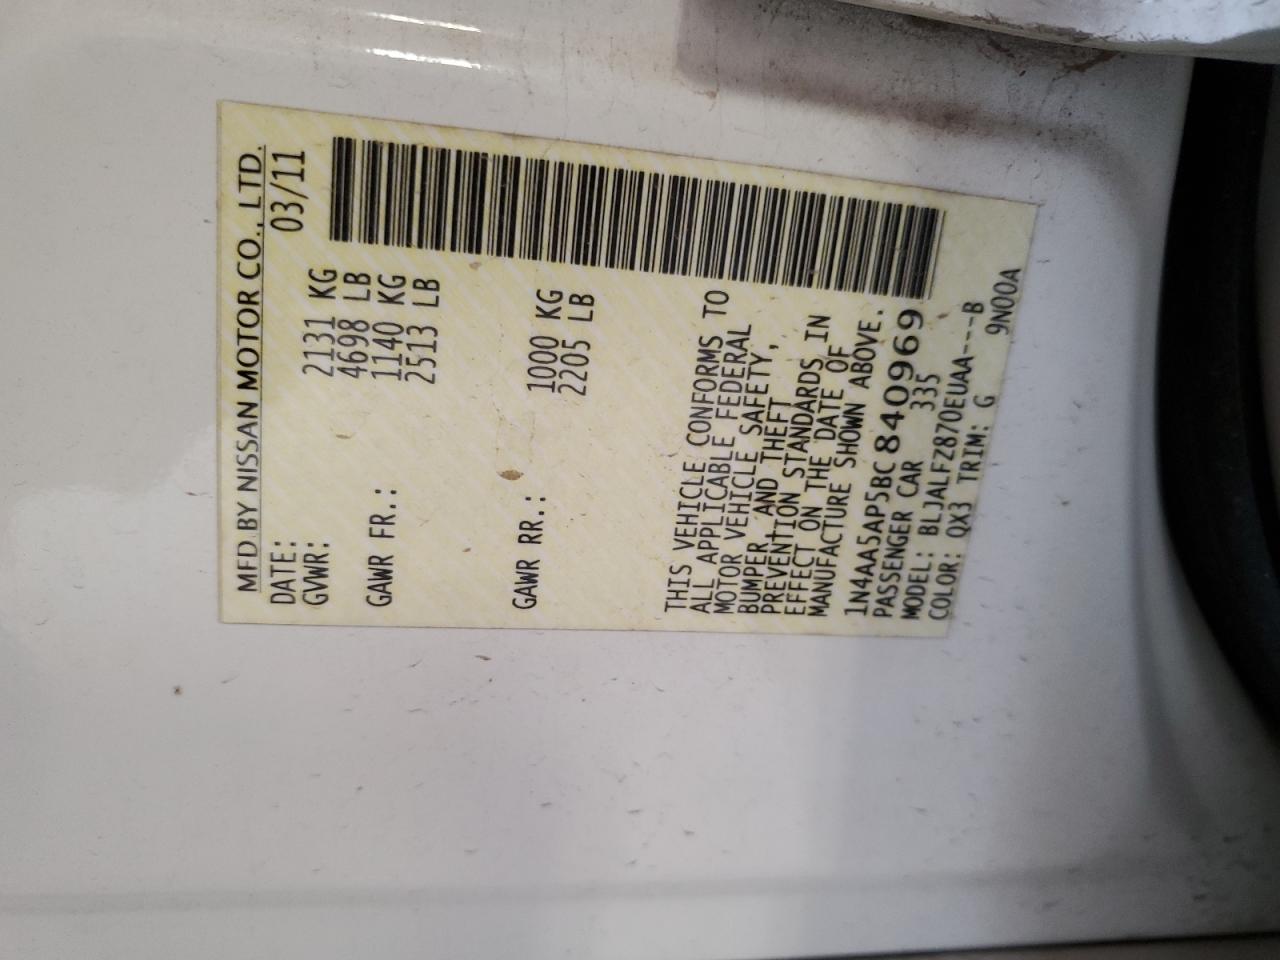 MFD BY NISSAN MOTOR CO., LTD.
DATE: 03/11
GVWR: 2131 KG
4698 LB
GAWR FR.: 1140 KG
2513 LB
GAWR RR.: 1000 KG
2205 LB
THIS VEHICLE CONFORMS TO
ALL APPLICABLE FEDERAL
MOTOR VEHICLE SAFETY,
BUMPER, AND THEFT
PREVENTION STANDARDS IN
EFFECT ON THE DATE OF
MANUFACTURE SHOWN ABOVE.
1N4AA5AP5BC840969
PASSENGER CAR 335
MODEL: BLJALFZ870EUAA---B
COLOR: QX3 TRIM: G 9N00A